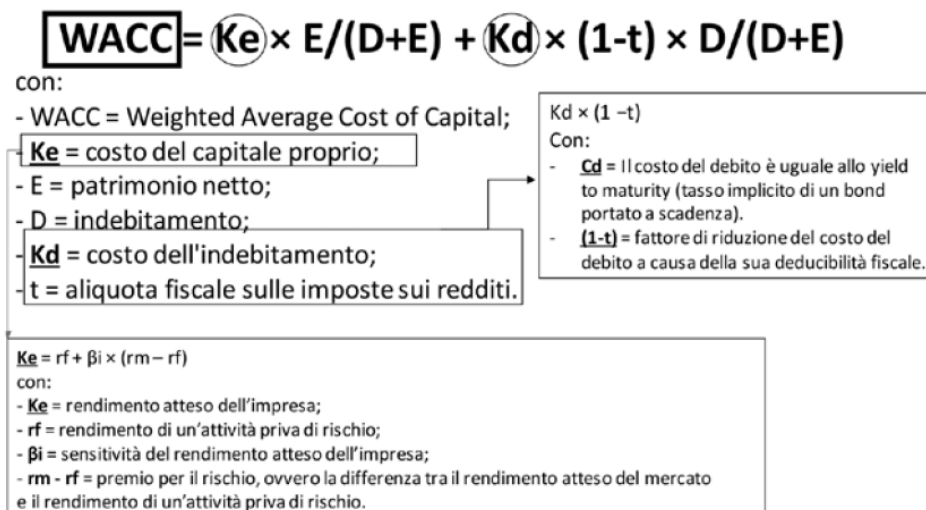 WACC = Ke × E/(D+E) + Kd × (1-t) × D/(D+E)
con:
- WACC = Weighted Average Cost of Capital;
- Ke = costo del capitale proprio;
- E = patrimonio netto;
- D = indebitamento;
- Kd = costo dell'indebitamento;
- t = aliquota fiscale sulle imposte sui redditi.
Kd × (1 –t)
Con:
- Cd = Il costo del debito è uguale allo yield
to maturity (tasso implicito di un bond
portato a scadenza).
- (1-t) = fattore di riduzione del costo del
debito a causa della sua deducibilità fiscale.
Ke = rf + βi × (rm – rf)
con:
- Ke = rendimento atteso dell’impresa;
- rf = rendimento di un’attività priva di rischio;
- βi = sensitività del rendimento atteso dell’impresa;
- rm - rf = premio per il rischio, ovvero la differenza tra il rendimento atteso del mercato
e il rendimento di un’attività priva di rischio.